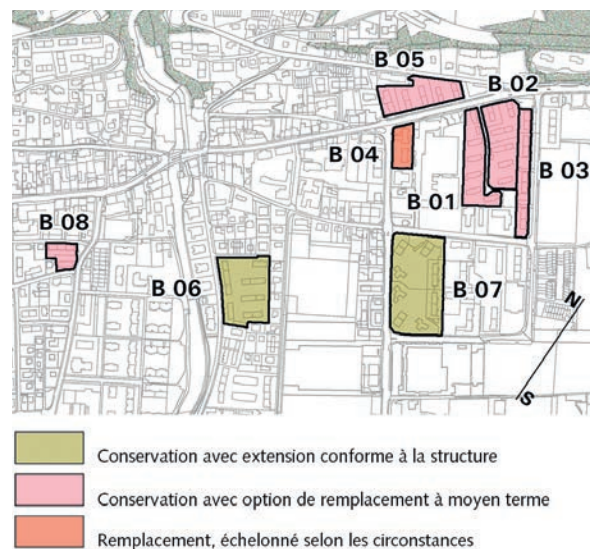 B 05
B 02
B 04
B 03
B 01
B 08
B 06
B 07
N
S
Conservation avec extension conforme à la structure
Conservation avec option de remplacement à moyen terme
Remplacement, échelonné selon les circonstances